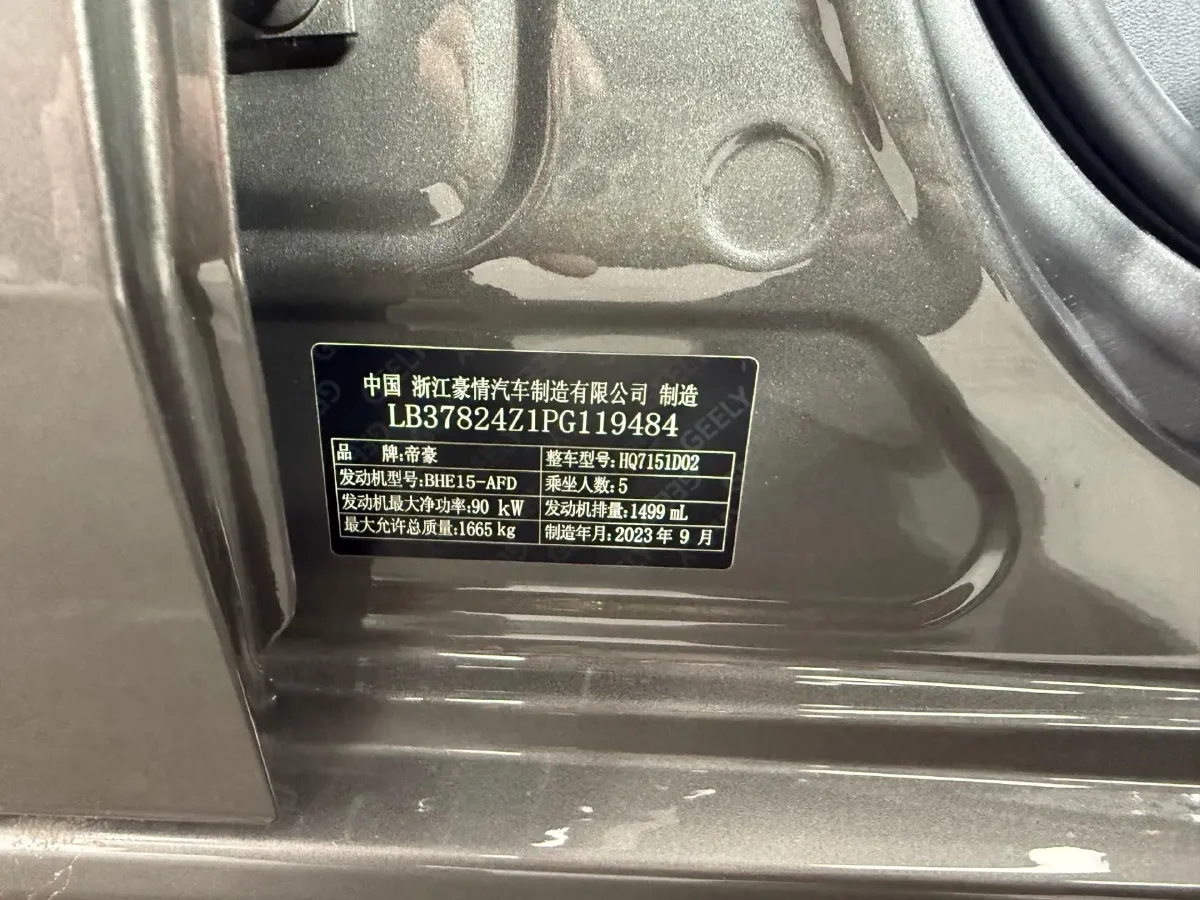 中国 浙江豪情汽车制造有限公司 制造
LB37824Z1PG119484
品 牌:帝豪 整车型号:HQ7151D02
发动机型号:BHE15-AFD 乘坐人数:5
发动机最大净功率:90 kW 发动机排量:1499 mL
最大允许总质量:1665 kg 制造年月:2023 年 9 月
GEELY